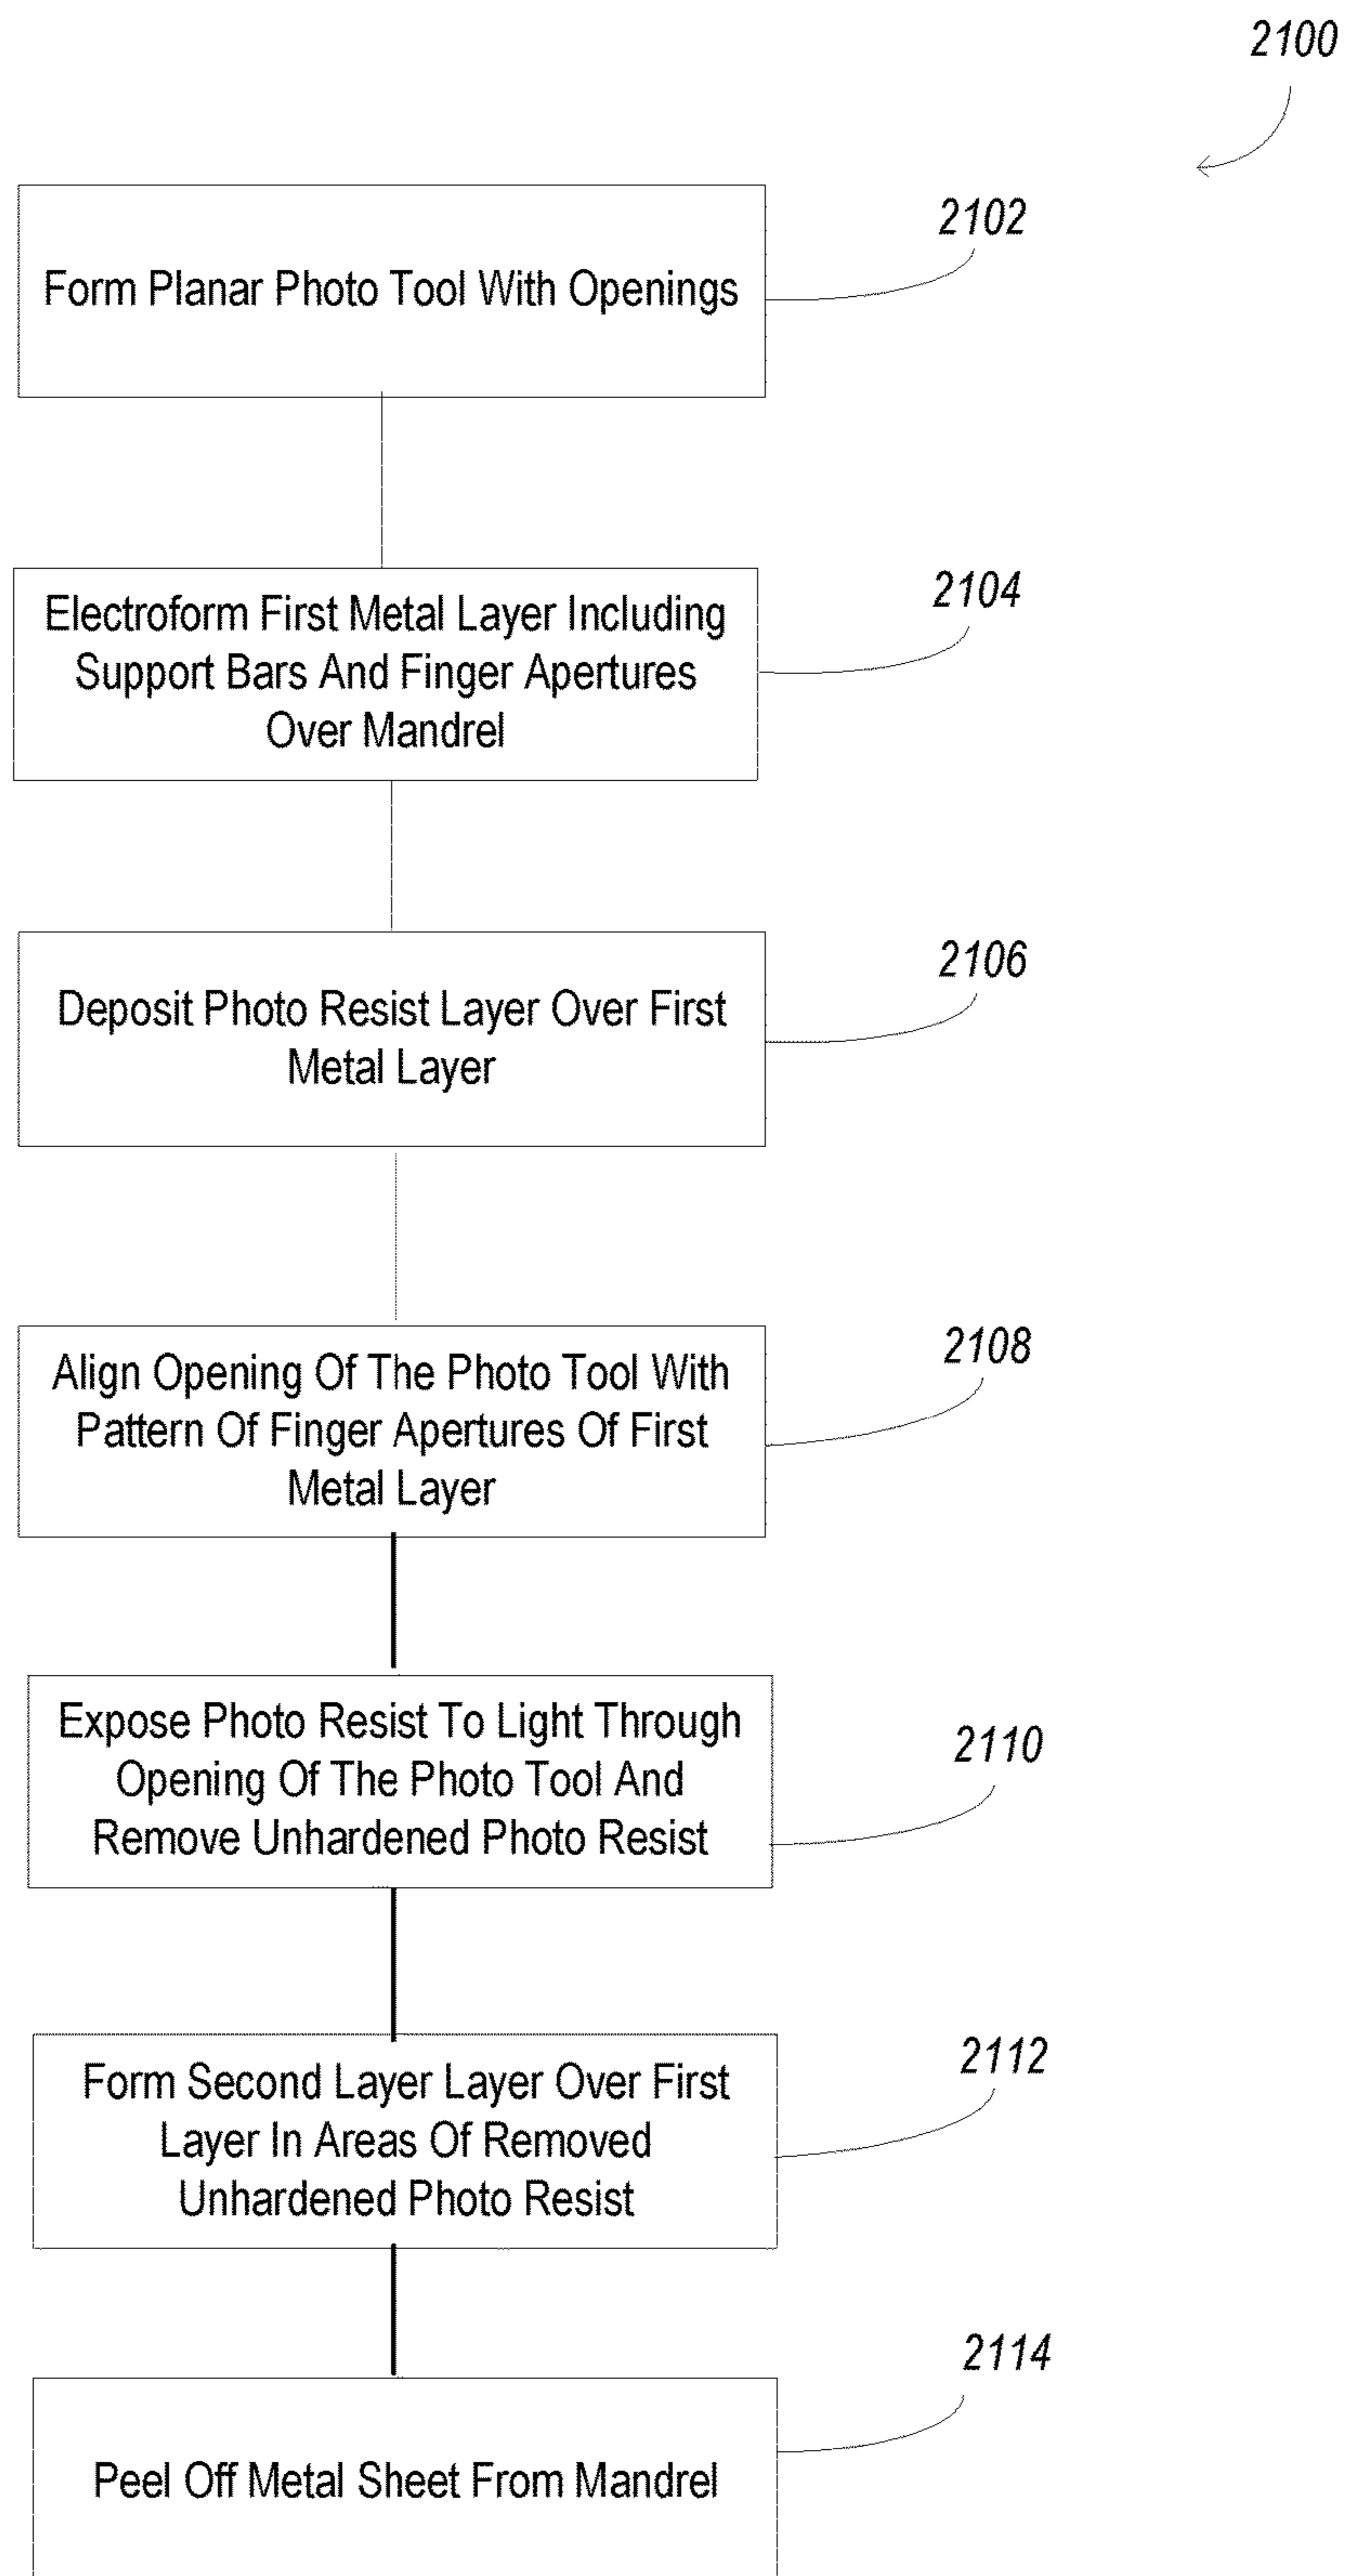 2100
2102
Form Planar Photo Tool With Openings
2104
Electroform First Metal Layer Including
Support Bars And Finger Apertures
Over Mandrel
2106
Deposit Photo Resist Layer Over First
Metal Layer
2108
Align Opening Of The Photo Tool With
Pattern Of Finger Apertures Of First
Metal Layer
2110
Expose Photo Resist To Light Through
Opening Of The Photo Tool And
Remove Unhardened Photo Resist
2112
Form Second Layer Layer Over First
Layer In Areas Of Removed
Unhardened Photo Resist
2114
Peel Off Metal Sheet From Mandrel